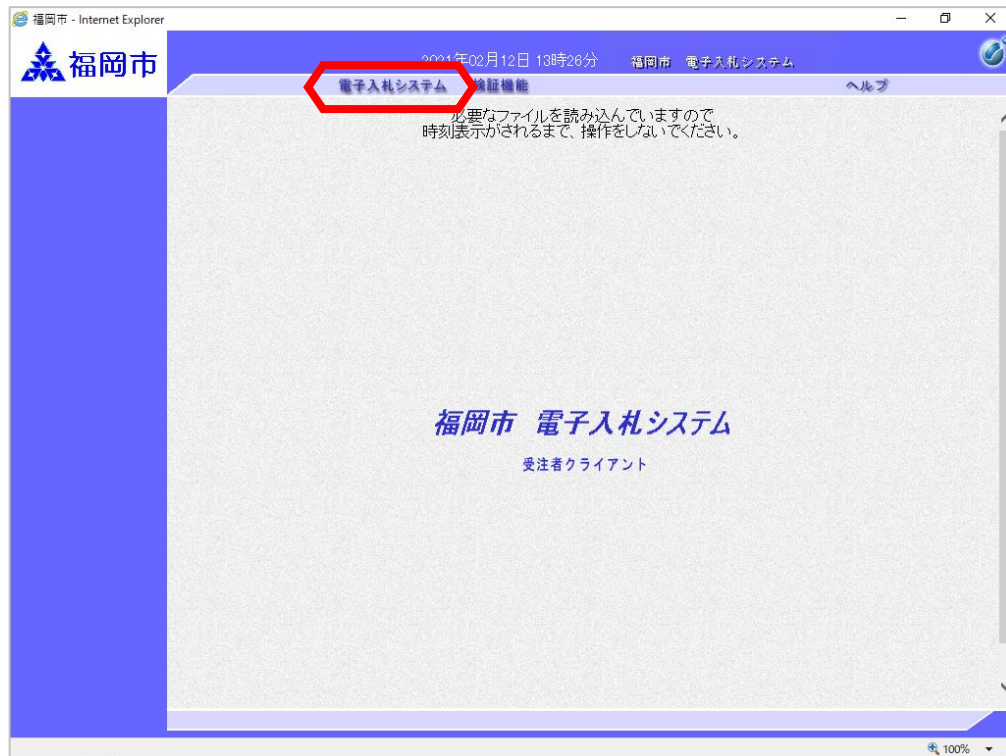 福岡市 - Internet Explorer
福岡市
2021年02月12日 13時26分 福岡市 電子入札システム
電子入札システム 検証機能 ヘルプ
必要なファイルを読み込んでいますので
時刻表示がされるまで、操作をしないでください。
福岡市 電子入札システム
受注者クライアント
100%